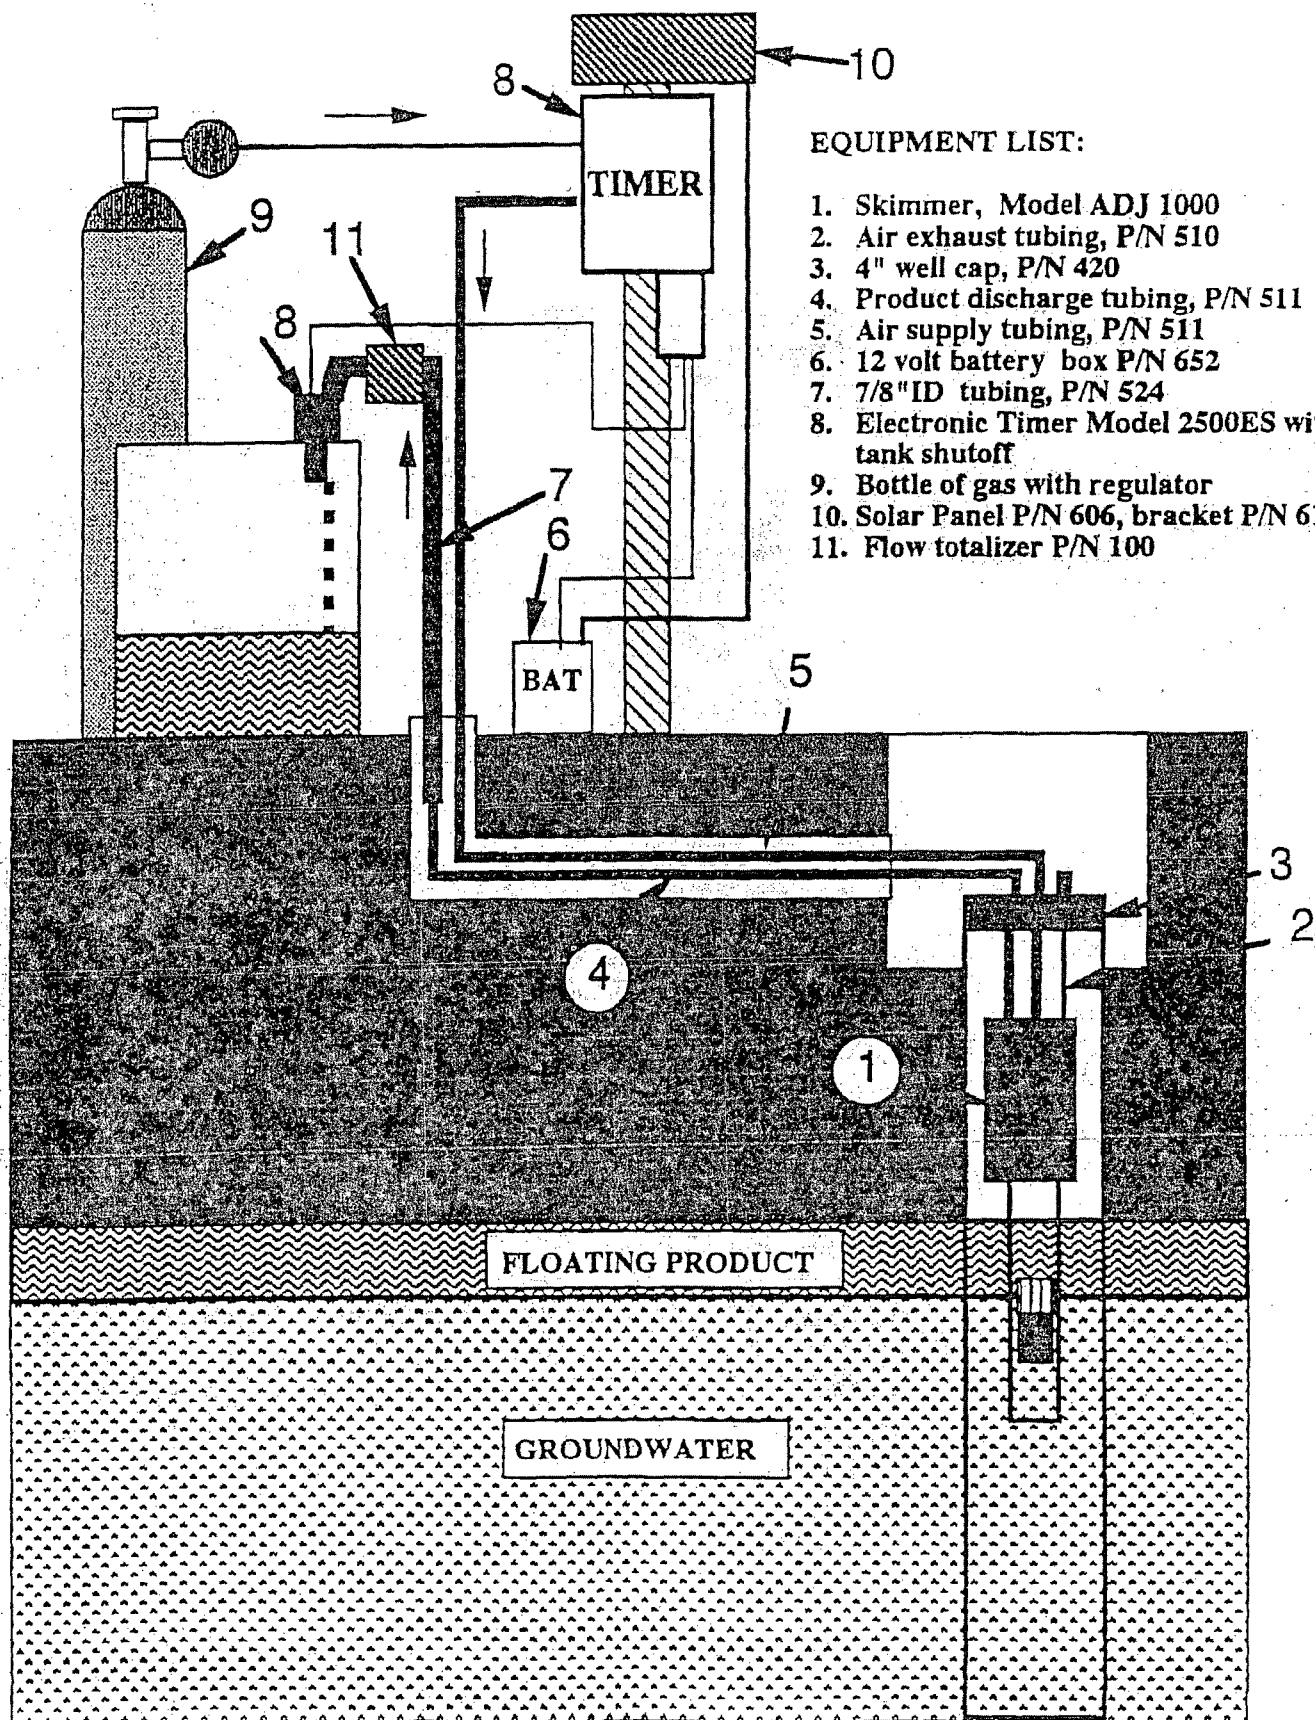 10
8
EQUIPMENT LIST:
TIMER
1. Skimmer, Model ADJ 1000
2. Air exhaust tubing, P/N 510
3. 4" well cap, P/N 420
4. Product discharge tubing, P/N 511
5. Air supply tubing, P/N 511
6. 12 volt battery box P/N 652
7. 7/8"ID tubing, P/N 524
8. Electronic Timer Model 2500ES
tank shutoff
9. Bottle of gas with regulator
10. Solar Panel P/N 606, bracket P/N
11. Flow totalizer P/N 100
9
11
8
7
6
BAT
5
3
2
4
1
FLOATING PRODUCT
GROUNDWATER